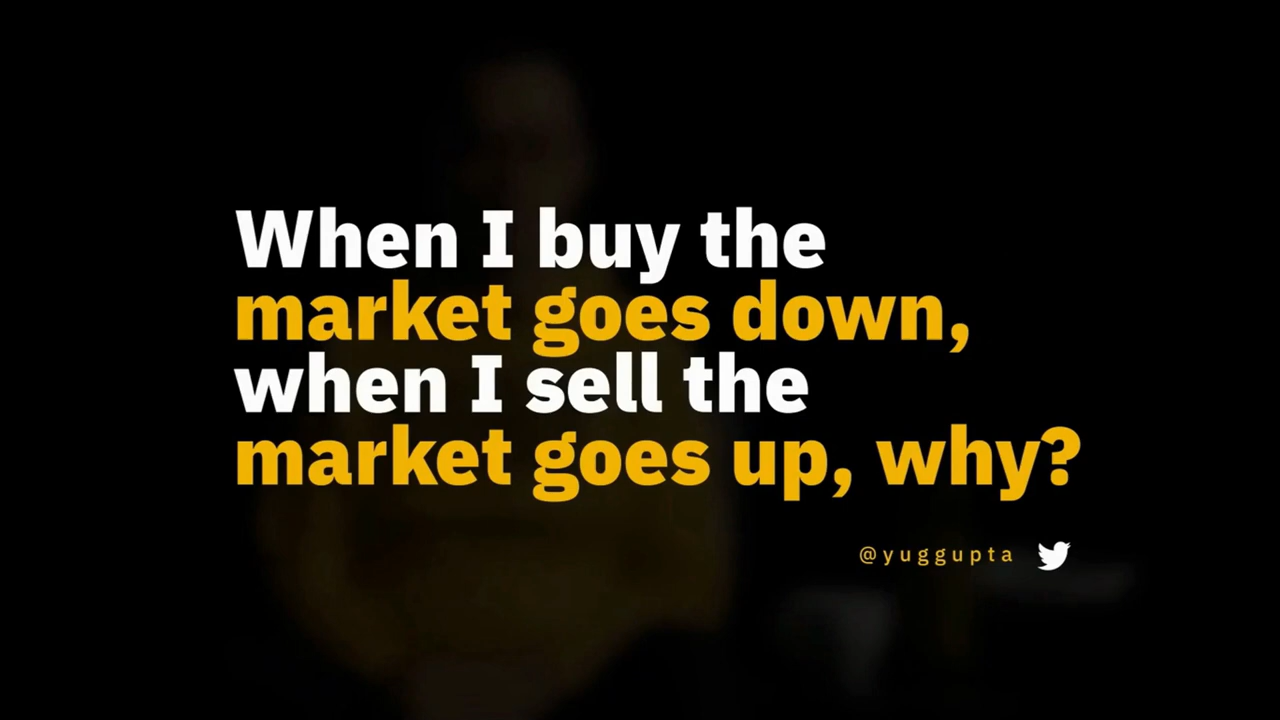 When I buy the
market goes down,
when I sell the
market goes up, why?
@yuggupta